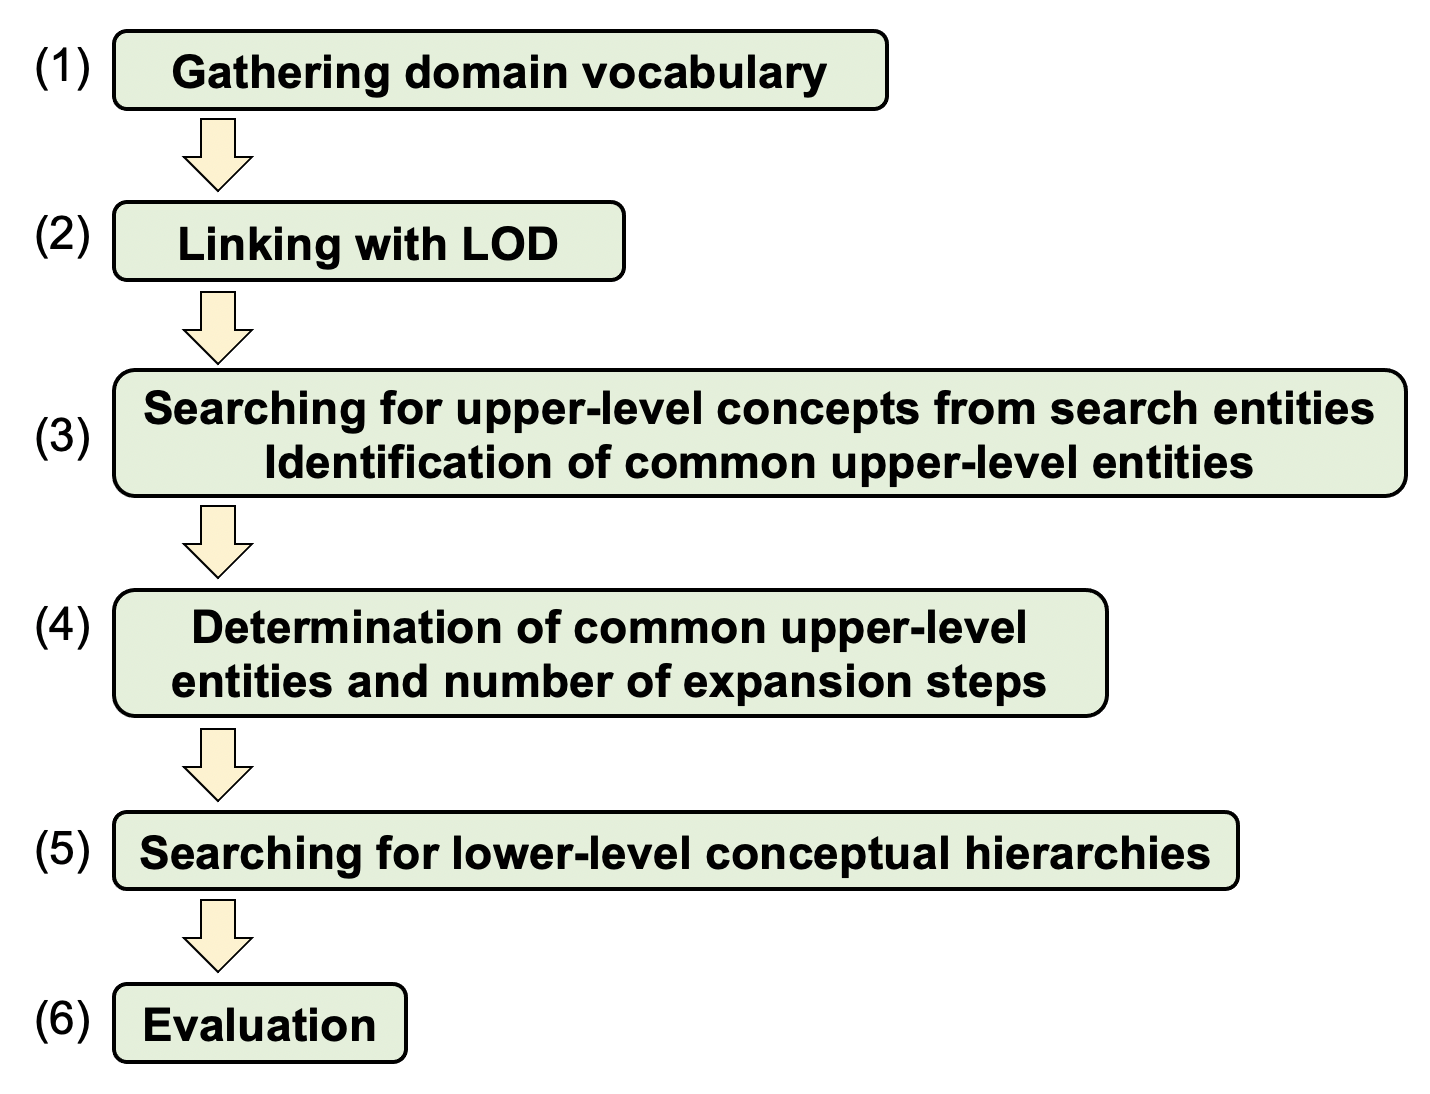 (1) Gathering domain vocabulary
(2) Linking with LOD
(3) Searching for upper-level concepts from search entities
Identification of common upper-level entities
(4) Determination of common upper-level
entities and number of expansion steps
(5) Searching for lower-level conceptual hierarchies
(6) Evaluation